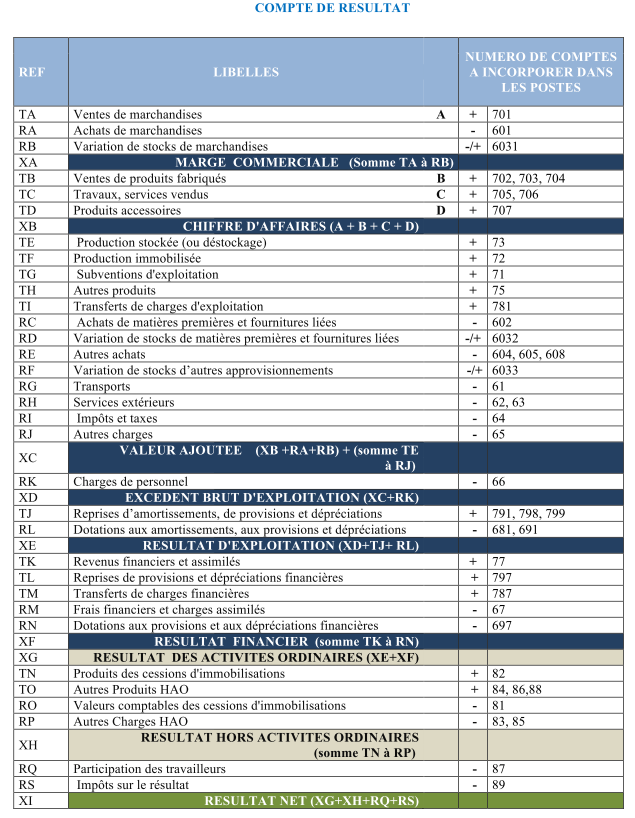 COMPTE DE RESULTAT
REF LIBELLES NUMERO DE COMPTES
A INCORPORER DANS
LES POSTES
TA Ventes de marchandises A + 701
RA Achats de marchandises - 601
RB Variation de stocks de marchandises -/+ 6031
XA MARGE COMMERCIALE (Somme TA à RB)
TB Ventes de produits fabriqués B + 702, 703, 704
TC Travaux, services vendus C + 705, 706
TD Produits accessoires D + 707
XB CHIFFRE D'AFFAIRES (A + B + C + D)
TE Production stockée (ou déstockage) + 73
TF Production immobilisée + 72
TG Subventions d'exploitation + 71
TH Autres produits + 75
TI Transferts de charges d'exploitation + 781
RC Achats de matières premières et fournitures liées - 602
RD Variation de stocks de matières premières et fournitures liées -/+ 6032
RE Autres achats - 604, 605, 608
RF Variation de stocks d’autres approvisionnements -/+ 6033
RG Transports - 61
RH Services extérieurs - 62, 63
RI Impôts et taxes - 64
RJ Autres charges - 65
XC VALEUR AJOUTEE (XB +RA+RB) + (somme TE
à RJ)
RK Charges de personnel - 66
XD EXCEDENT BRUT D'EXPLOITATION (XC+RK)
TJ Reprises d’amortissements, de provisions et dépréciations + 791, 798, 799
RL Dotations aux amortissements, aux provisions et dépréciations - 681, 691
XE RESULTAT D'EXPLOITATION (XD+TJ+ RL)
TK Revenus financiers et assimilés + 77
TL Reprises de provisions et dépréciations financières + 797
TM Transferts de charges financières + 787
RM Frais financiers et charges assimilés - 67
RN Dotations aux provisions et aux dépréciations financières - 697
XF RESULTAT FINANCIER (somme TK à RN)
XG RESULTAT DES ACTIVITES ORDINAIRES (XE+XF)
TN Produits des cessions d'immobilisations + 82
TO Autres Produits HAO + 84, 86,88
RO Valeurs comptables des cessions d'immobilisations - 81
RP Autres Charges HAO - 83, 85
XH RESULTAT HORS ACTIVITES ORDINAIRES
(somme TN à RP)
RQ Participation des travailleurs - 87
RS Impôts sur le résultat - 89
XI RESULTAT NET (XG+XH+RQ+RS)